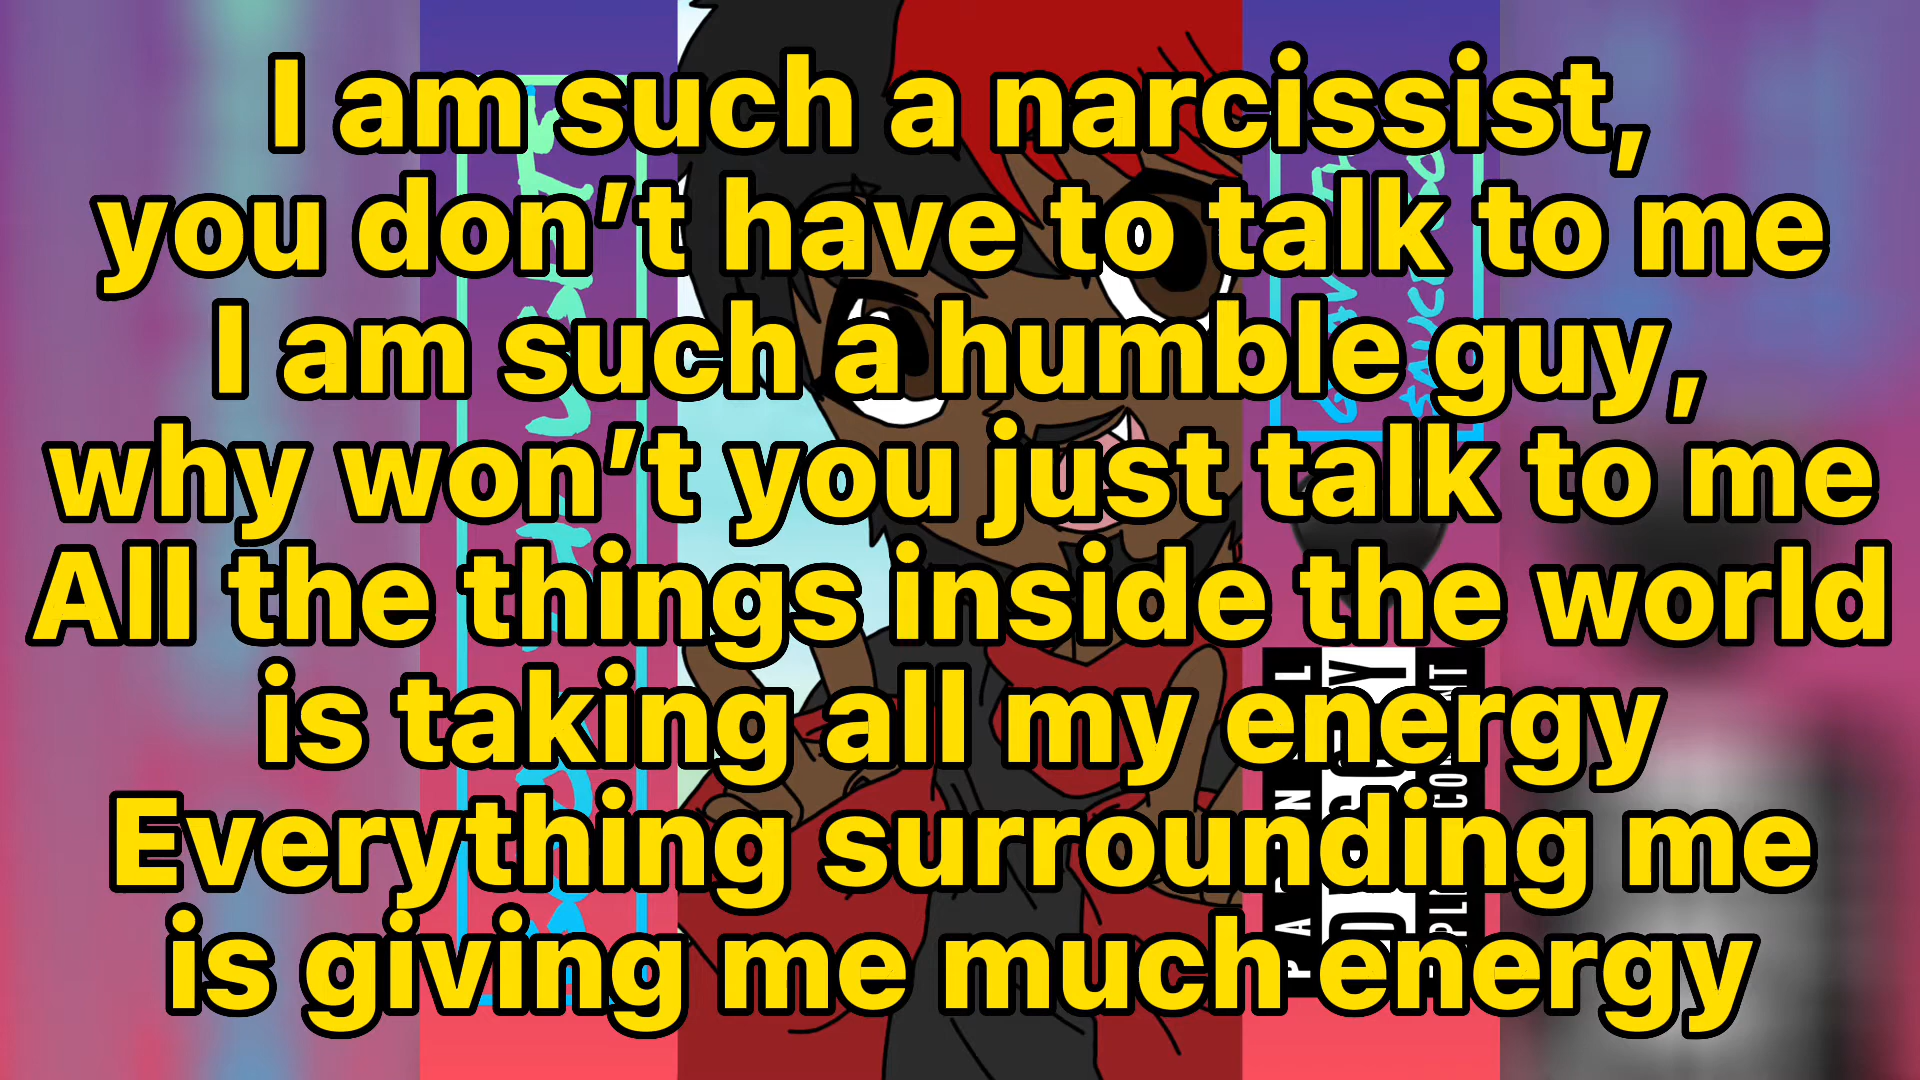 I am such a narcissist,
you don’t have to talk to me
I am such a humble guy,
why won’t you just talk to me
All the things inside the world
is taking all my energy
Everything surrounding me
is giving me much energy